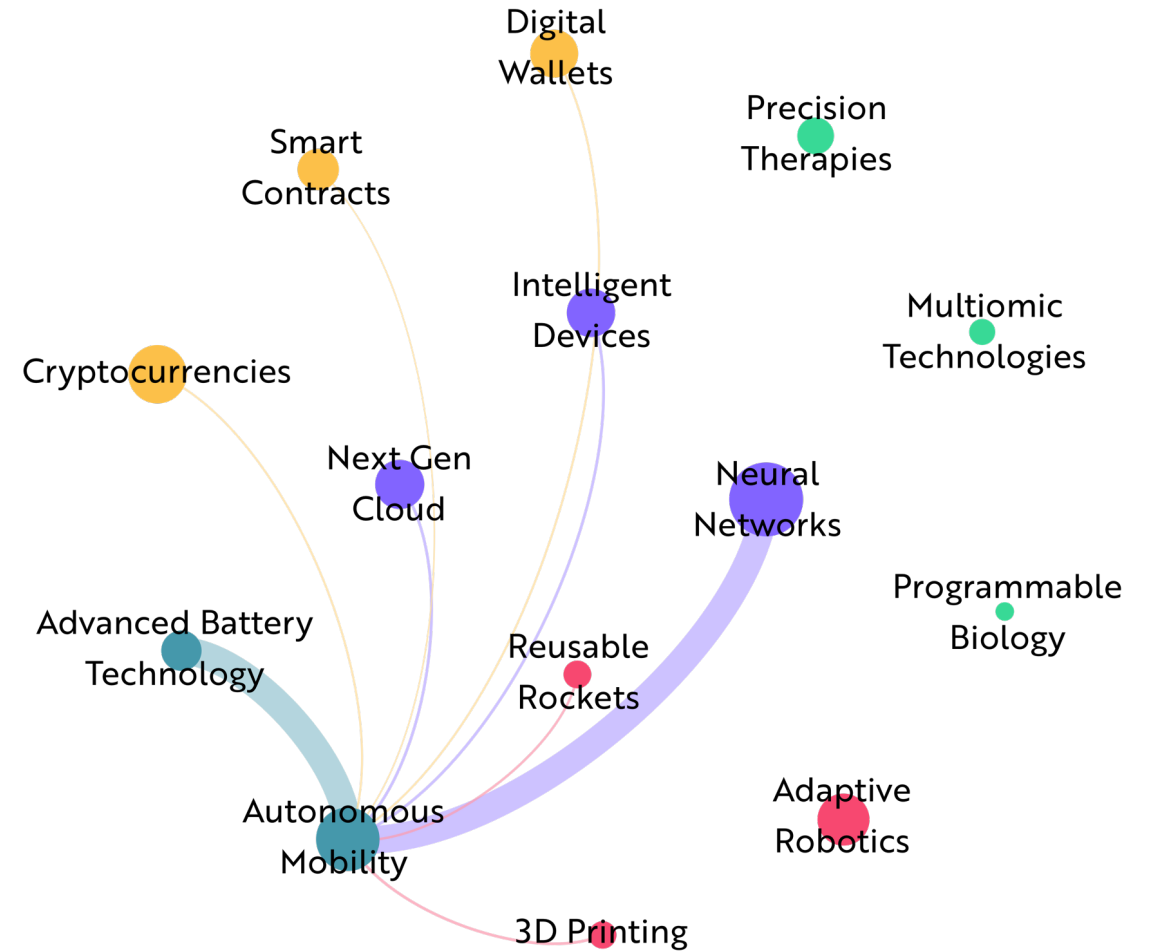 Digital
Wallets
Precision
Therapies
Smart
Contracts
Intelligent
Devices
Multiomic
Technologies
Cryptocurrencies
Next Gen
Cloud
Neural
Networks
Programmable
Biology
Advanced Battery
Technology
Reusable
Rockets
Adaptive
Robotics
Autonomous
Mobility
3D Printing